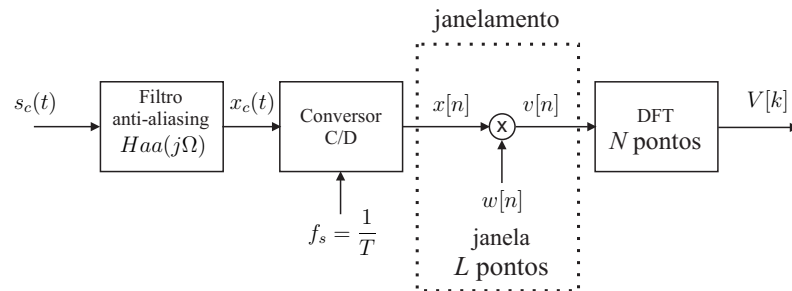 janelamento
s_c(t)
Filtro
anti-aliasing
Haa(jΩ)
x_c(t)
Conversor
C/D
f_s = 1/T
x[n]
x
v[n]
w[n]
janela
L pontos
DFT
N pontos
V[k]